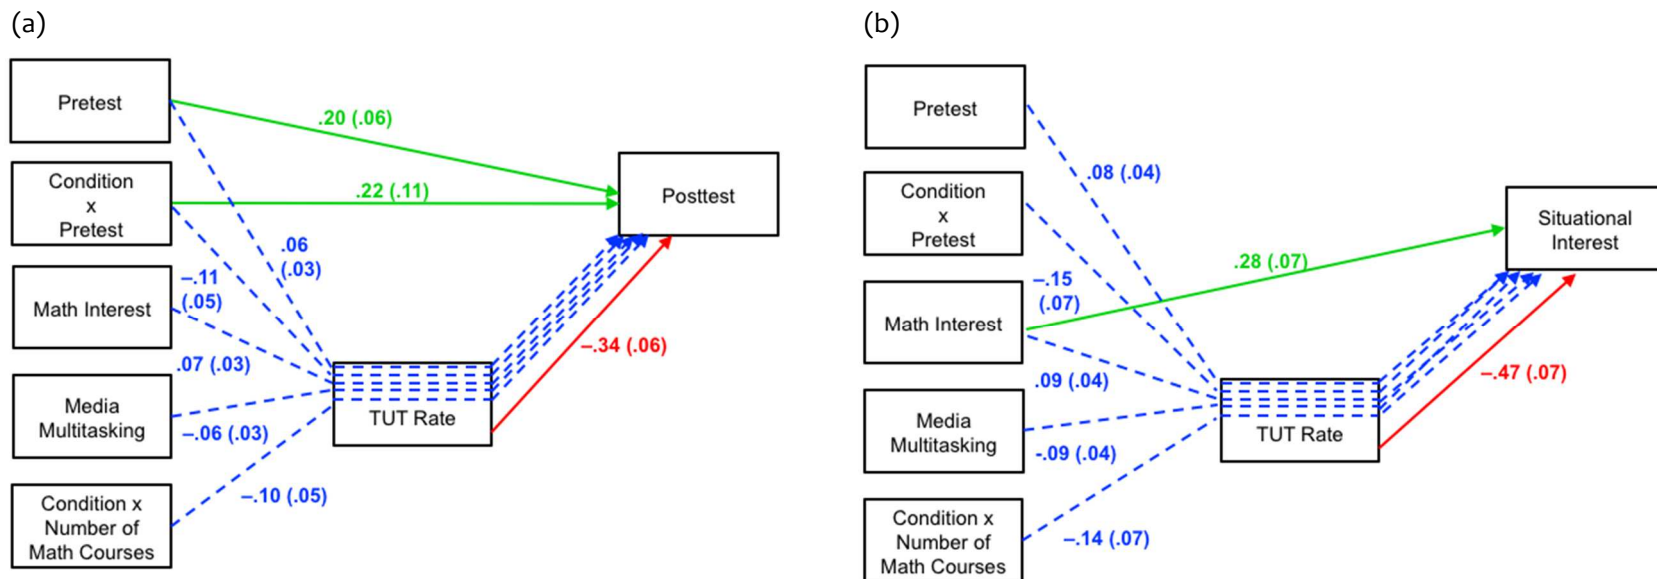 (a)
Pretest
Condition
x
Pretest
Math Interest
Media
Multitasking
Condition x
Number of
Math Courses
.20 (.06)
.22 (.11)
.06
(.03)
–.11
(.05)
.07 (.03)
–.06 (.03)
–.10 (.05)
TUT Rate
–.34 (.06)
Posttest
(b)
Pretest
Condition
x
Pretest
Math Interest
Media
Multitasking
Condition x
Number of
Math Courses
.08 (.04)
.28 (.07)
–.15
(.07)
.09 (.04)
-.09 (.04)
–.14 (.07)
TUT Rate
–.47 (.07)
Situational
Interest